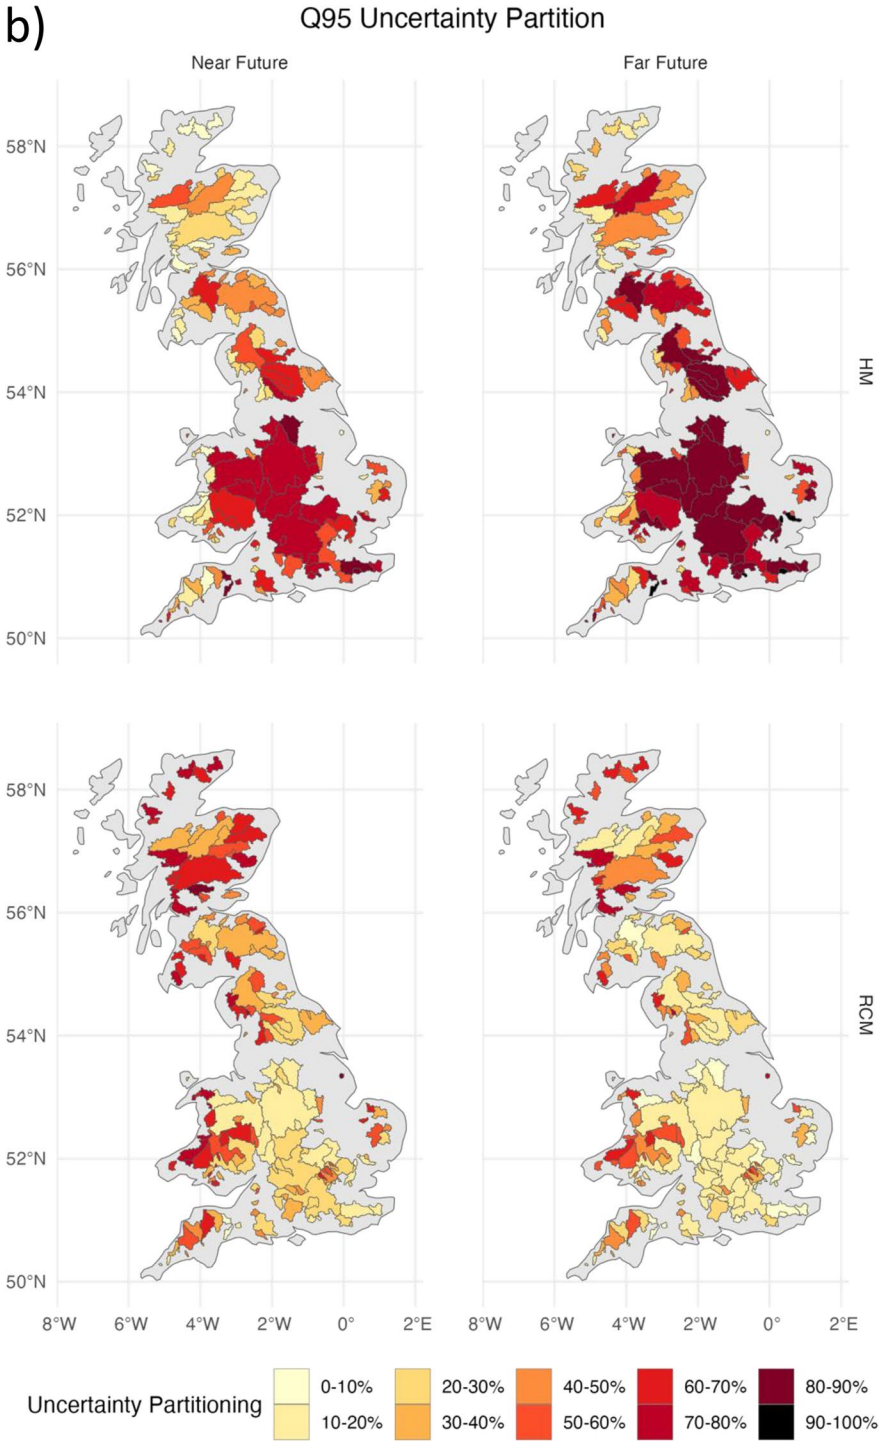 b)
Q95 Uncertainty Partition
Near Future
Far Future
58°N
56°N
54°N
52°N
50°N
HM
58°N
56°N
54°N
52°N
50°N
RCM
8°W 6°W 4°W 2°W 0° 2°E 8°W 6°W 4°W 2°W 0° 2°E
Uncertainty Partitioning
0-10% 20-30% 40-50% 60-70% 80-90%
10-20% 30-40% 50-60% 70-80% 90-100%